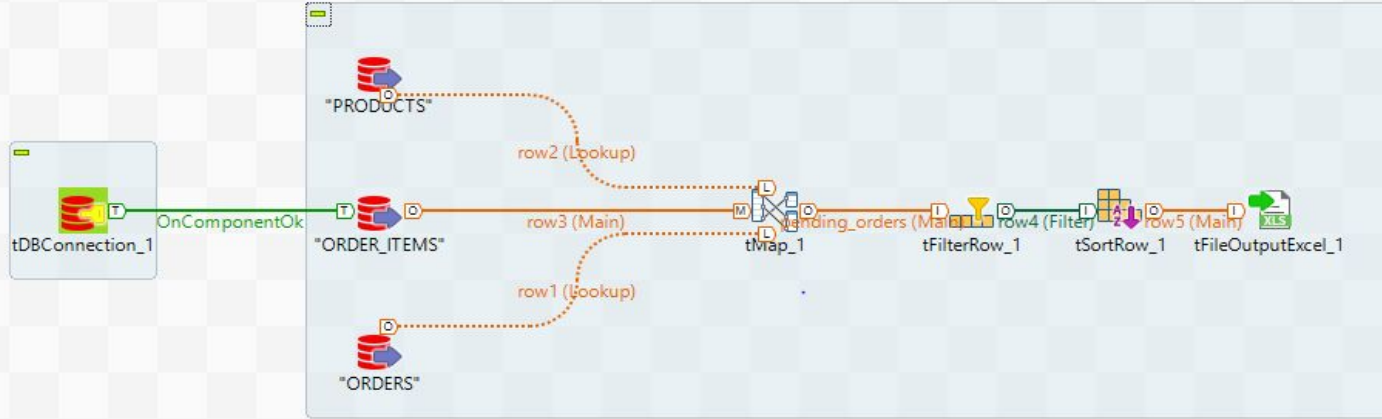 "PRODUCTS"
row2 (Lookup)
T
OnComponentOk
T
O
row3 (Main)
M
L
O
pending_orders (Main)
I
O
row4 (Filter)
I
O
row5 (Main)
I
XLS
A
Z
tDBConnection_1
"ORDER_ITEMS"
L
tMap_1
tFilterRow_1
tSortRow_1
tFileOutputExcel_1
row1 (Lookup)
O
"ORDERS"
O